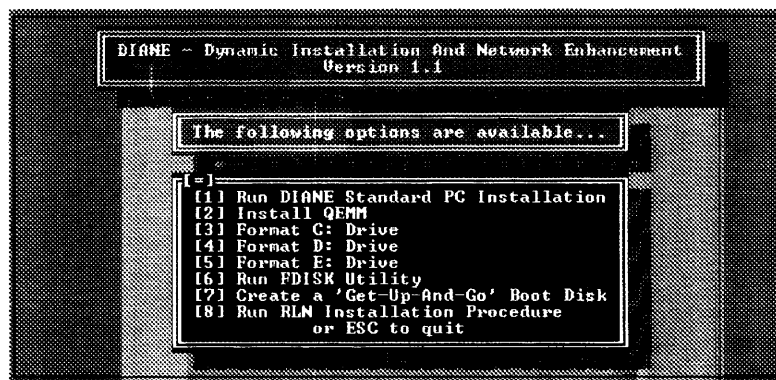 DIANE - Dynamic Installation And Network Enhancement
Version 1.1
The following options are available...
[=]
[1] Run DIANE Standard PC Installation
[2] Install QEMM
[3] Format C: Drive
[4] Format D: Drive
[5] Format E: Drive
[6] Run FDISK Utility
[7] Create a 'Get-Up-And-Go' Boot Disk
[8] Run RLN Installation Procedure
or ESC to quit